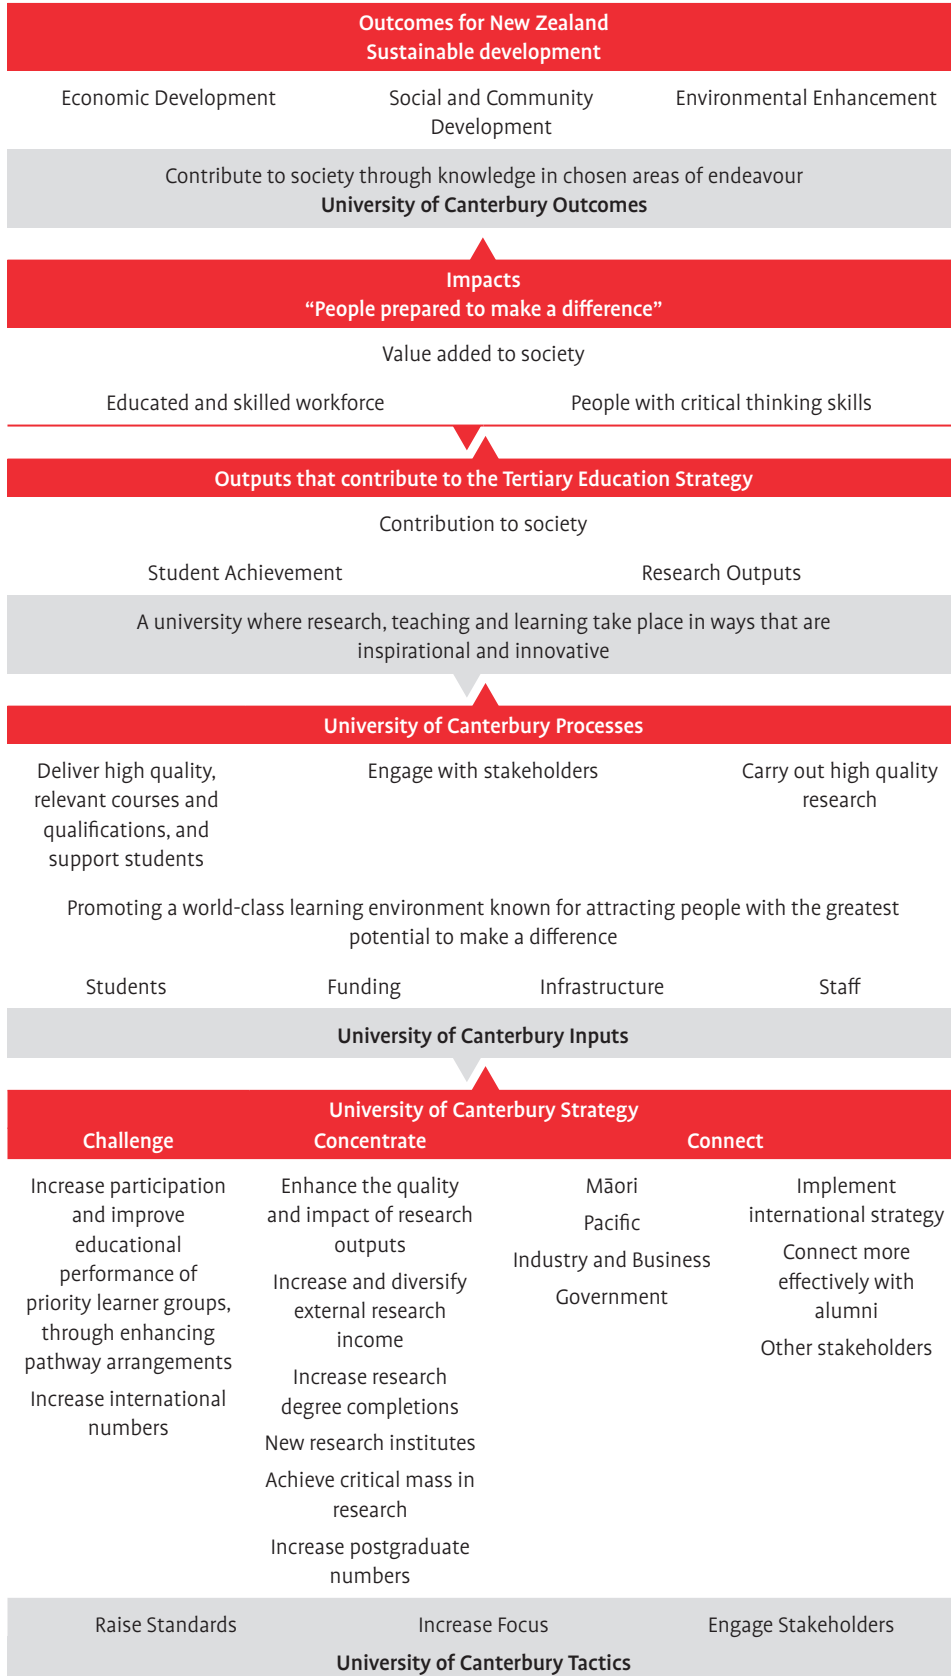 Outcomes for New Zealand
Sustainable development
Economic Development
Social and Community
Development
Environmental Enhancement
Contribute to society through knowledge in chosen areas of endeavour
University of Canterbury Outcomes
Impacts
“People prepared to make a difference”
Value added to society
Educated and skilled workforce
People with critical thinking skills
Outputs that contribute to the Tertiary Education Strategy
Contribution to society
Student Achievement
Research Outputs
A university where research, teaching and learning take place in ways that are
inspirational and innovative
University of Canterbury Processes
Deliver high quality,
relevant courses and
qualifications, and
support students
Engage with stakeholders
Carry out high quality
research
Promoting a world-class learning environment known for attracting people with the greatest
potential to make a difference
Students
Funding
Infrastructure
Staff
University of Canterbury Inputs
University of Canterbury Strategy
Challenge
Concentrate
Connect
Increase participation
and improve
educational
performance of
priority learner groups,
through enhancing
pathway arrangements
Increase international
numbers
Enhance the quality
and impact of research
outputs
Increase and diversify
external research
income
Increase research
degree completions
New research institutes
Achieve critical mass in
research
Increase postgraduate
numbers
Māori
Pacific
Industry and Business
Government
Implement
international strategy
Connect more
effectively with
alumni
Other stakeholders
Raise Standards
Increase Focus
Engage Stakeholders
University of Canterbury Tactics